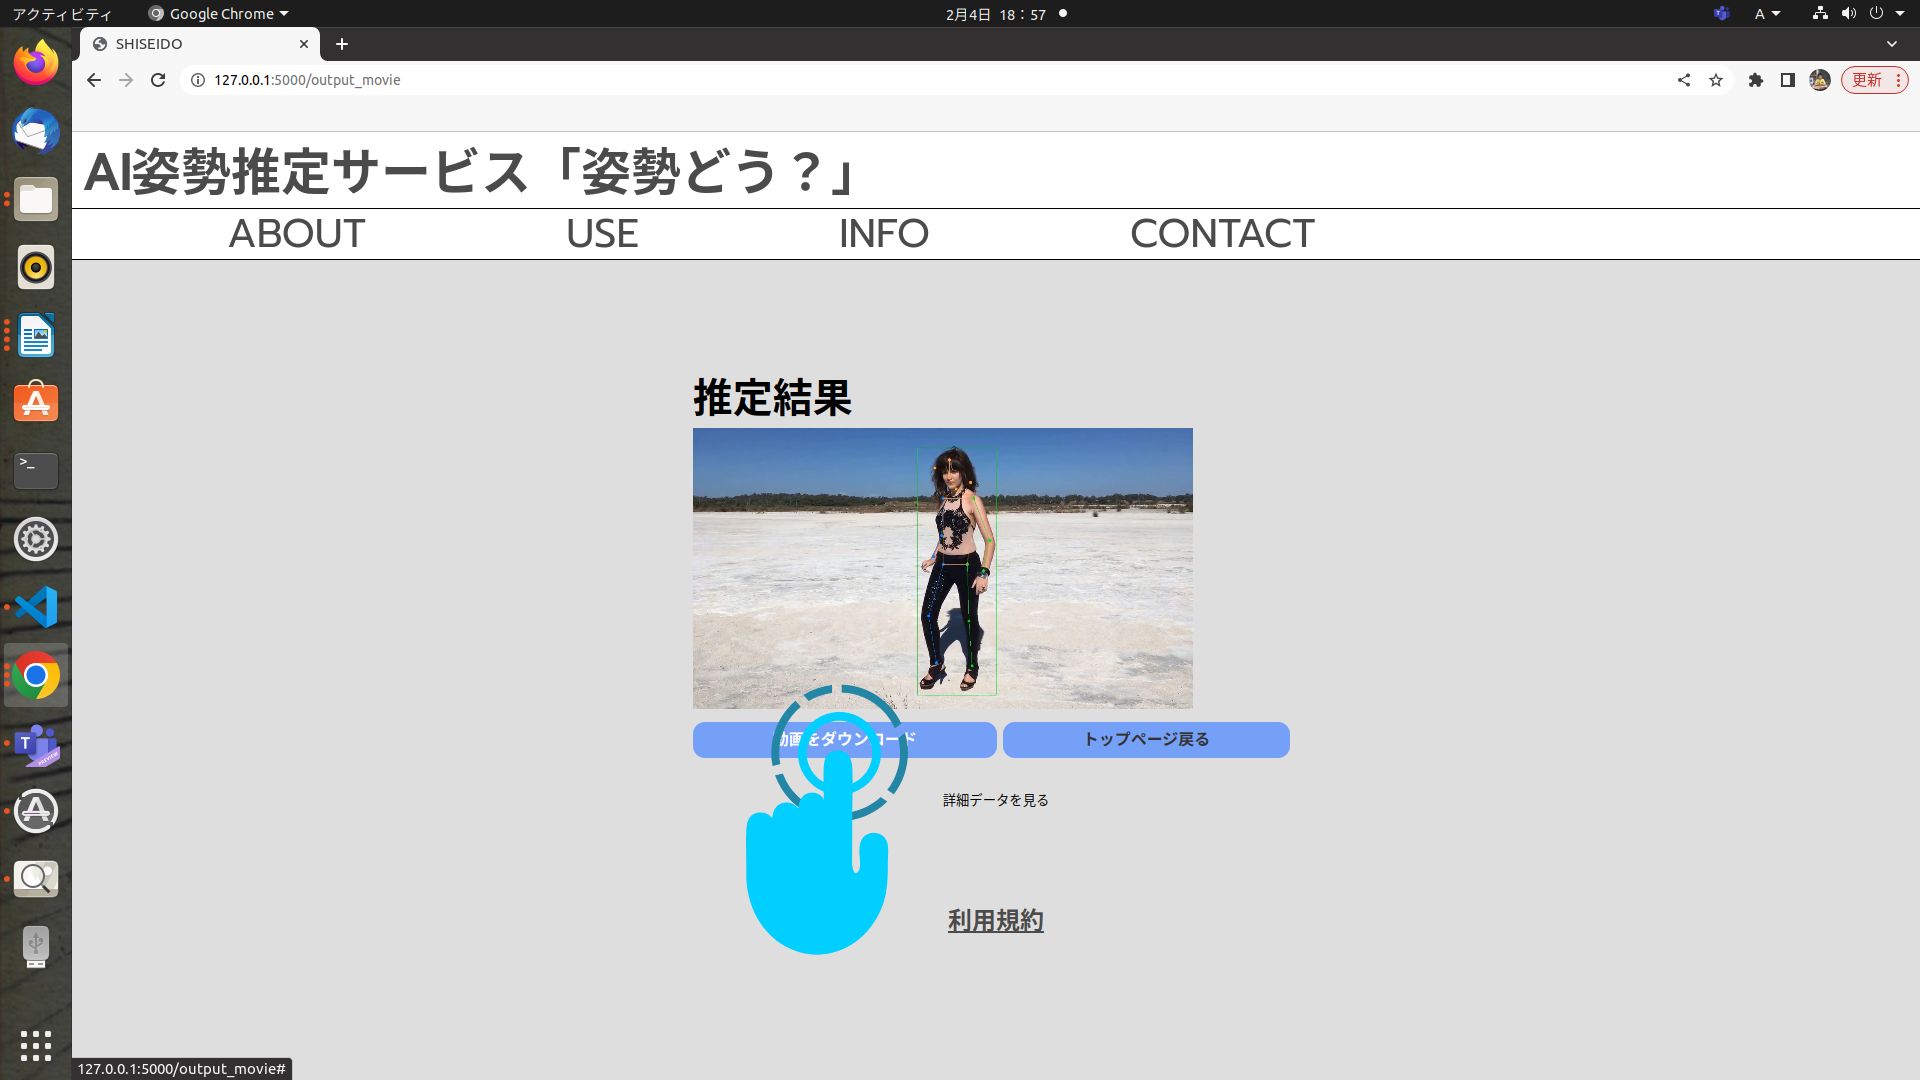 アクティビティ
Google Chrome
2月4日 18：57
A
SHISEIDO
127.0.0.1:5000/output_movie
更新
AI姿勢推定サービス「姿勢どう？」
ABOUT
USE
INFO
CONTACT
推定結果
動画をダウンロード
トップページ戻る
詳細データを見る
利用規約
127.0.0.1:5000/output_movie#